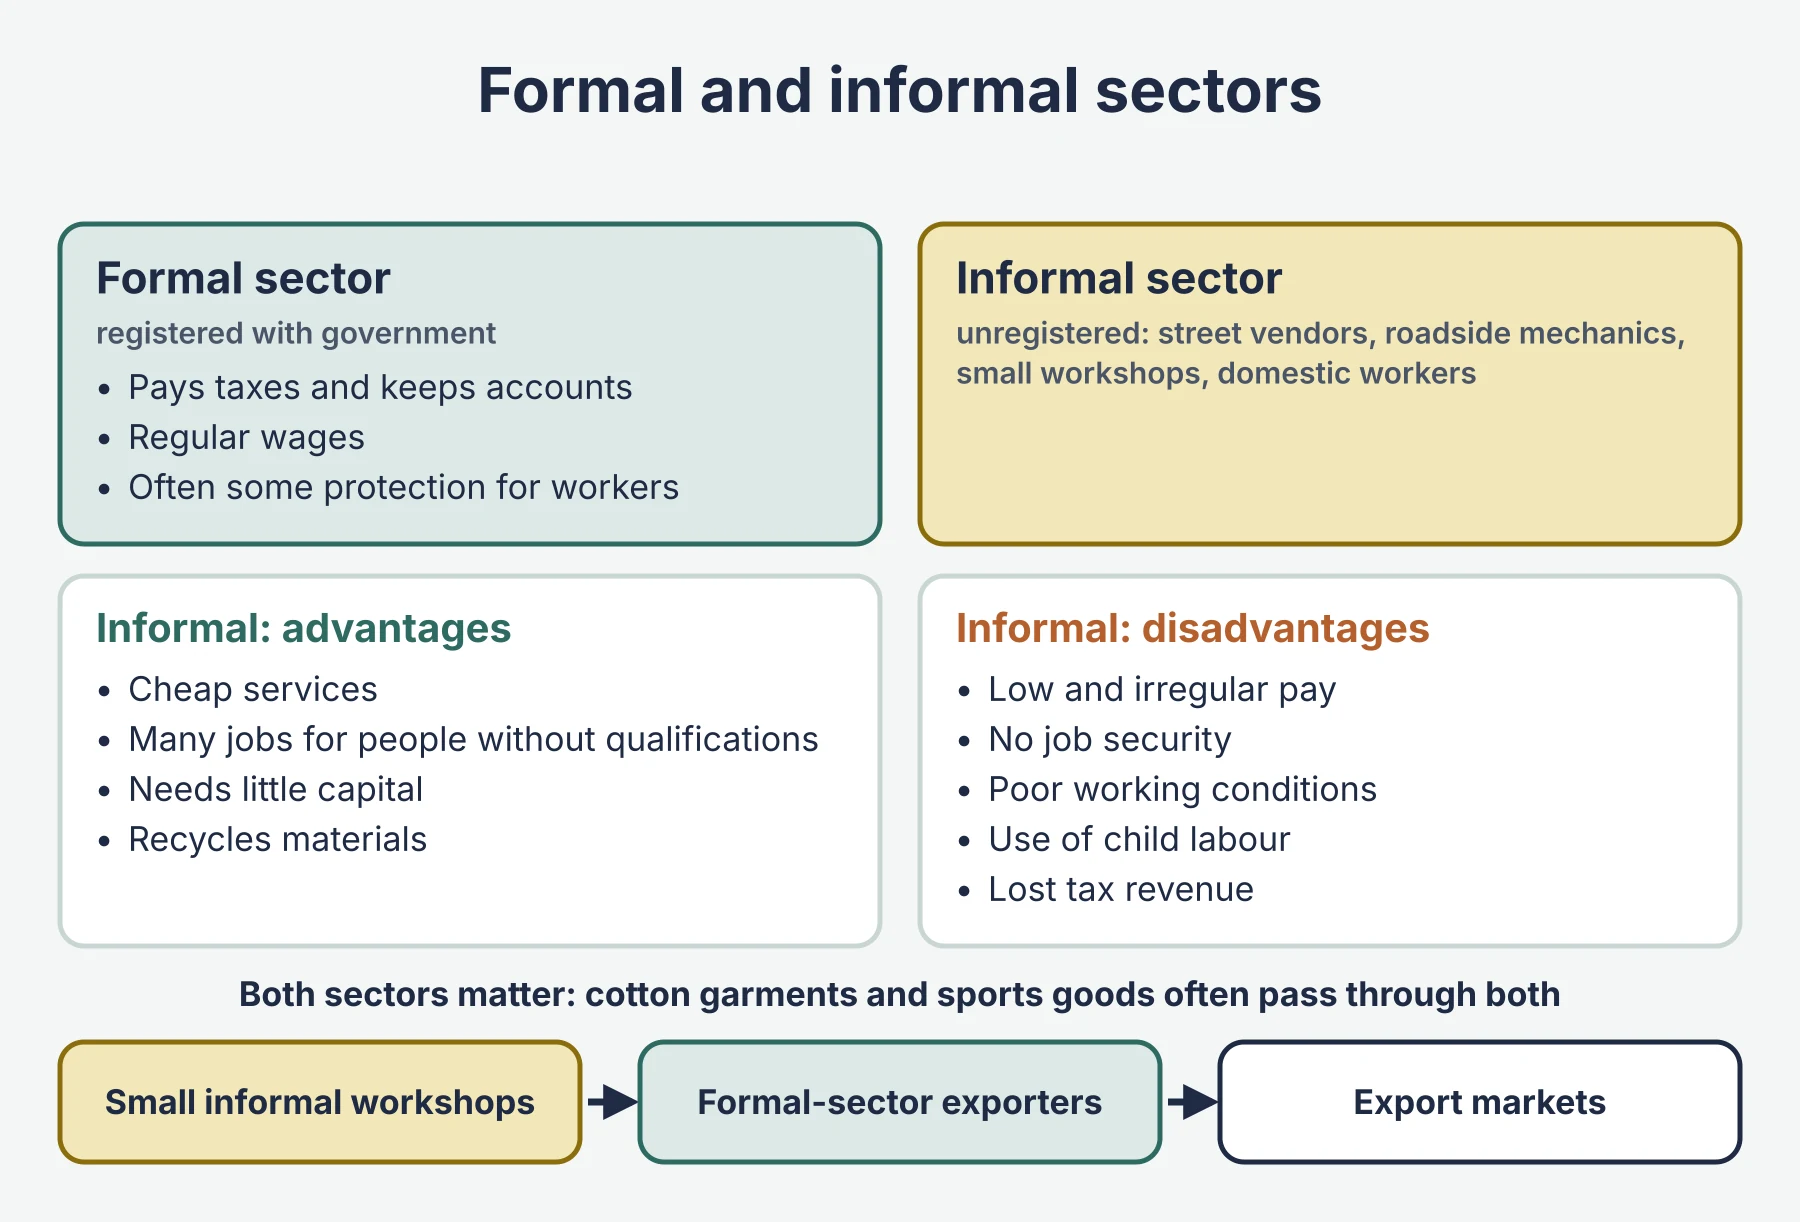 Formal and informal sectors
Formal sector
registered with government
• Pays taxes and keeps accounts
• Regular wages
• Often some protection for workers
Informal sector
unregistered: street vendors, roadside mechanics,
small workshops, domestic workers
Informal: advantages
• Cheap services
• Many jobs for people without qualifications
• Needs little capital
• Recycles materials
Informal: disadvantages
• Low and irregular pay
• No job security
• Poor working conditions
• Use of child labour
• Lost tax revenue
Both sectors matter: cotton garments and sports goods often pass through both
Small informal workshops
Formal-sector exporters
Export markets